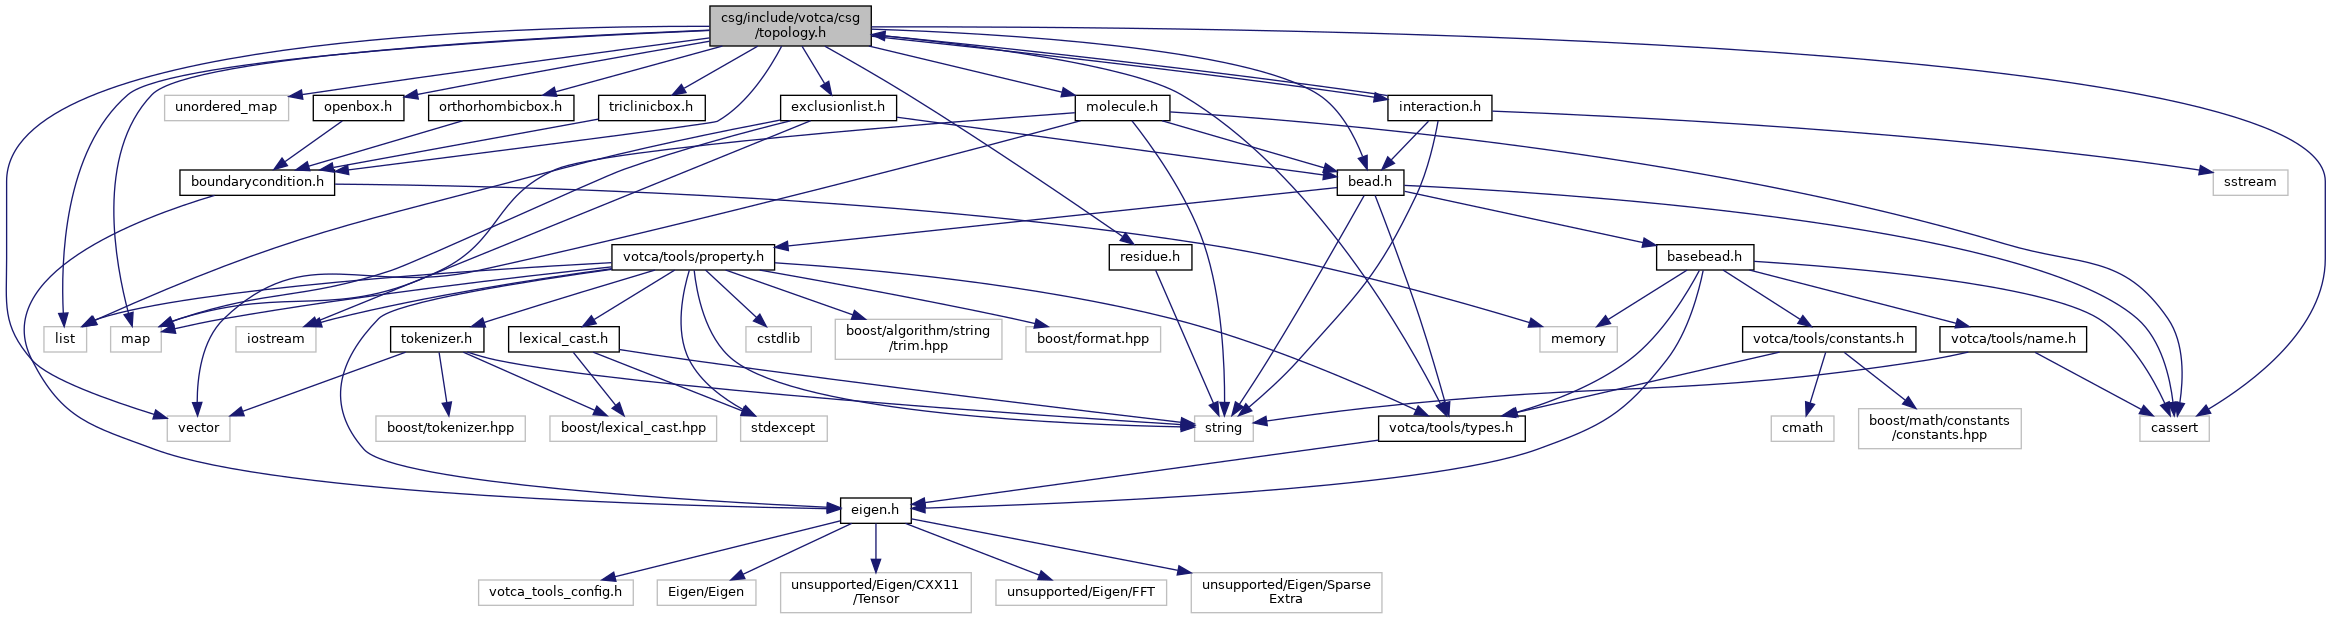 csg/include/votca/csg
/topology.h
unordered_map
openbox.h
orthorhombicbox.h
triclinicbox.h
exclusionlist.h
molecule.h
interaction.h
boundarycondition.h
bead.h
sstream
votca/tools/property.h
residue.h
basebead.h
list
map
iostream
tokenizer.h
lexical_cast.h
cstdlib
boost/algorithm/string
/trim.hpp
boost/format.hpp
memory
votca/tools/constants.h
votca/tools/name.h
vector
boost/tokenizer.hpp
boost/lexical_cast.hpp
stdexcept
string
votca/tools/types.h
cmath
boost/math/constants
/constants.hpp
cassert
eigen.h
votca_tools_config.h
Eigen/Eigen
unsupported/Eigen/CXX11
/Tensor
unsupported/Eigen/FFT
unsupported/Eigen/Sparse
Extra